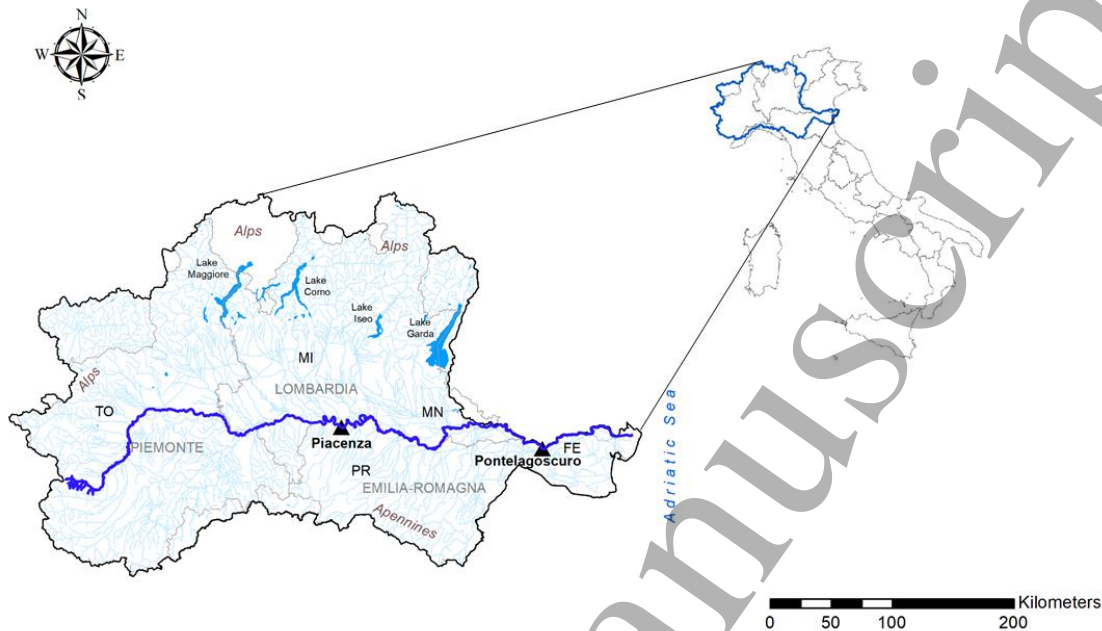 N
W
E
S
Alps
Alps
Lake
Maggiore
Lake
Como
Lake
Iseo
Lake
Garda
MI
Alps
LOMBARDIA
TO
MN
PIEMONTE
Piacenza
FE
Pontelagoscuro
PR
EMILIA-ROMAGNA
Apennines
Adriatic Sea
Kilometers
0 50 100 200
anuscrip